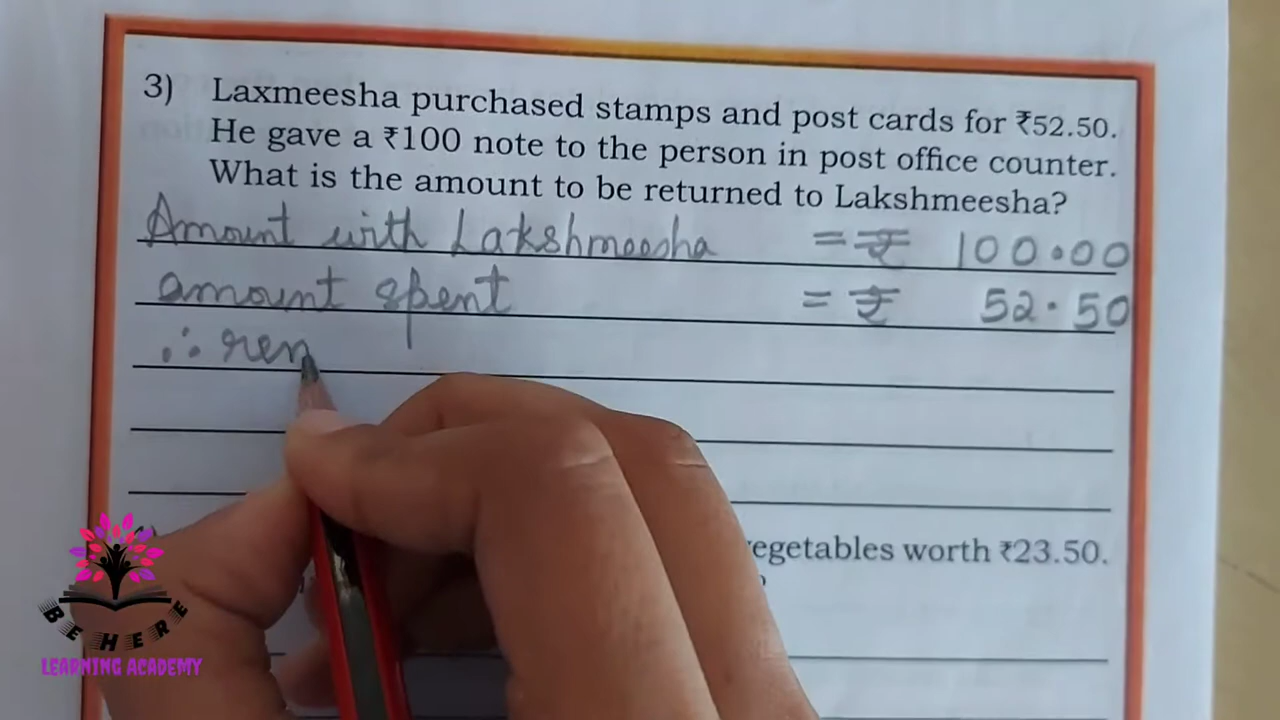 3) Laxmeesha purchased stamps and post cards for ₹52.50.
He gave a ₹100 note to the person in post office counter.
What is the amount to be returned to Lakshmeesha?
Amount with Lakshmeesha = ₹ 100.00
amount spent = ₹ 52.50
∴ rem
vegetables worth ₹23.50.
BEHERE
LEARNING ACADEMY